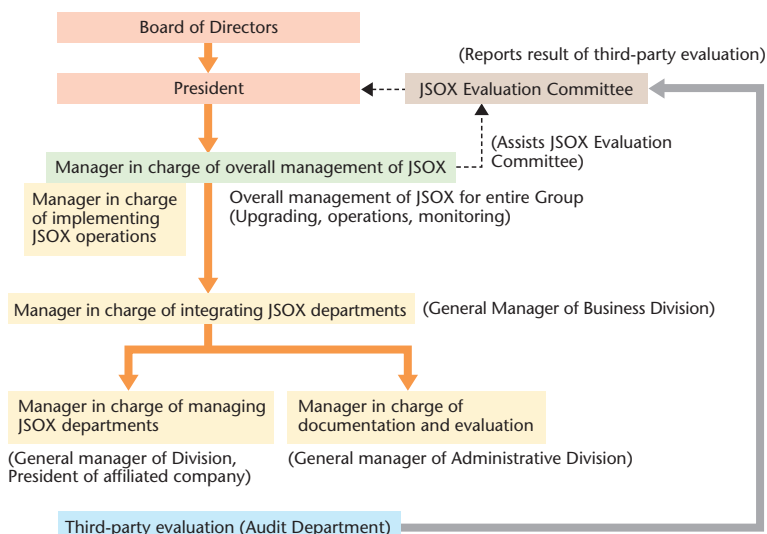 Board of Directors
(Reports result of third-party evaluation)
President
JSOX Evaluation Committee
(Assists JSOX Evaluation
Committee)
Manager in charge of overall management of JSOX
Manager in charge
of implementing
JSOX operations
Overall management of JSOX for entire Group
(Upgrading, operations, monitoring)
Manager in charge of integrating JSOX departments
(General Manager of Business Division)
Manager in charge of managing
JSOX departments
(General manager of Division,
President of affiliated company)
Manager in charge of
documentation and evaluation
(General manager of Administrative Division)
Third-party evaluation (Audit Department)